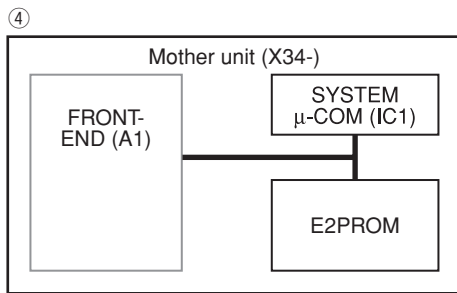 ④
Mother unit (X34-)
FRONT-
END (A1)
SYSTEM
μ-COM (IC1)
E2PROM